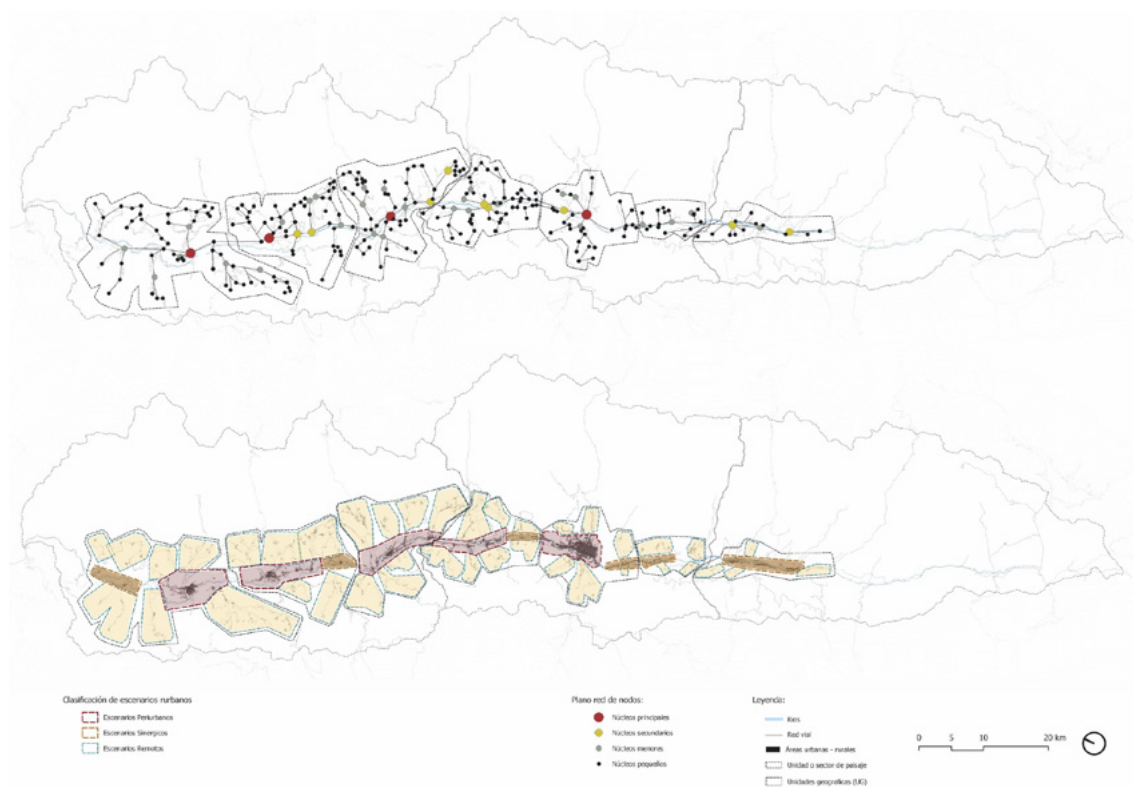 Clasificación de escenarios rurbanos
Escenarios Periurbanos
Escenarios Sinérgicos
Escenarios Remotos
Plano red de nodos:
Núcleos principales
Núcleos secundarios
Núcleos menores
Núcleos pequeños
Leyenda:
Ríos
Red vial
Áreas urbanas - rurales
Unidad o sector de paisaje
Unidades geográficas (UG)
0 5 10 20 km